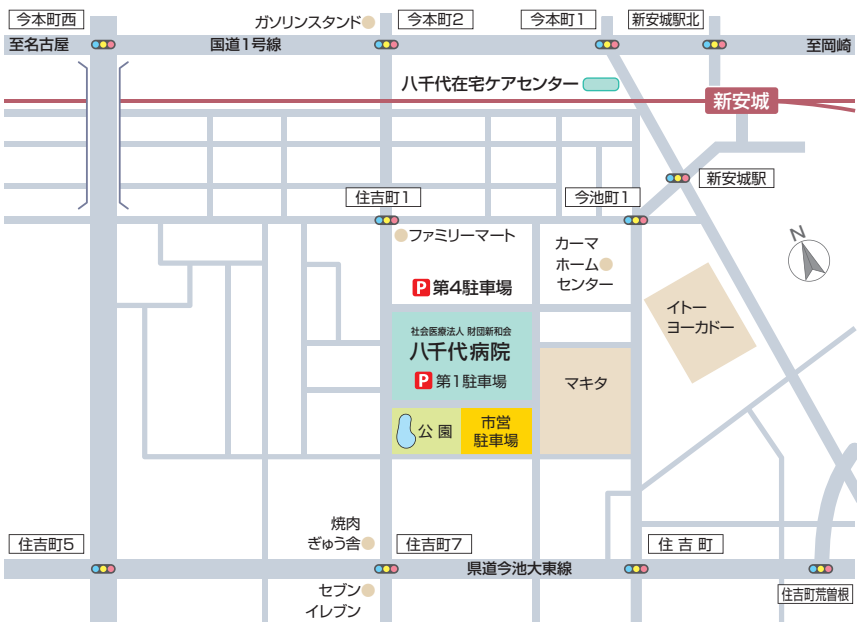 今本町西
ガソリンスタンド
今本町2
今本町1
新安城駅北
至名古屋
国道1号線
至岡崎
八千代在宅ケアセンター
新安城
新安城駅
住吉町1
今池町1
ファミリーマート
カーマ
ホーム
センター
N
P 第4駐車場
イトー
ヨーカドー
社会医療法人 財団新和会
八千代病院
P 第1駐車場
マキタ
公園
市営
駐車場
焼肉
ぎゅう舎
住吉町5
住吉町7
住吉町
県道今池大東線
セブン
イレブン
住吉町荒曽根